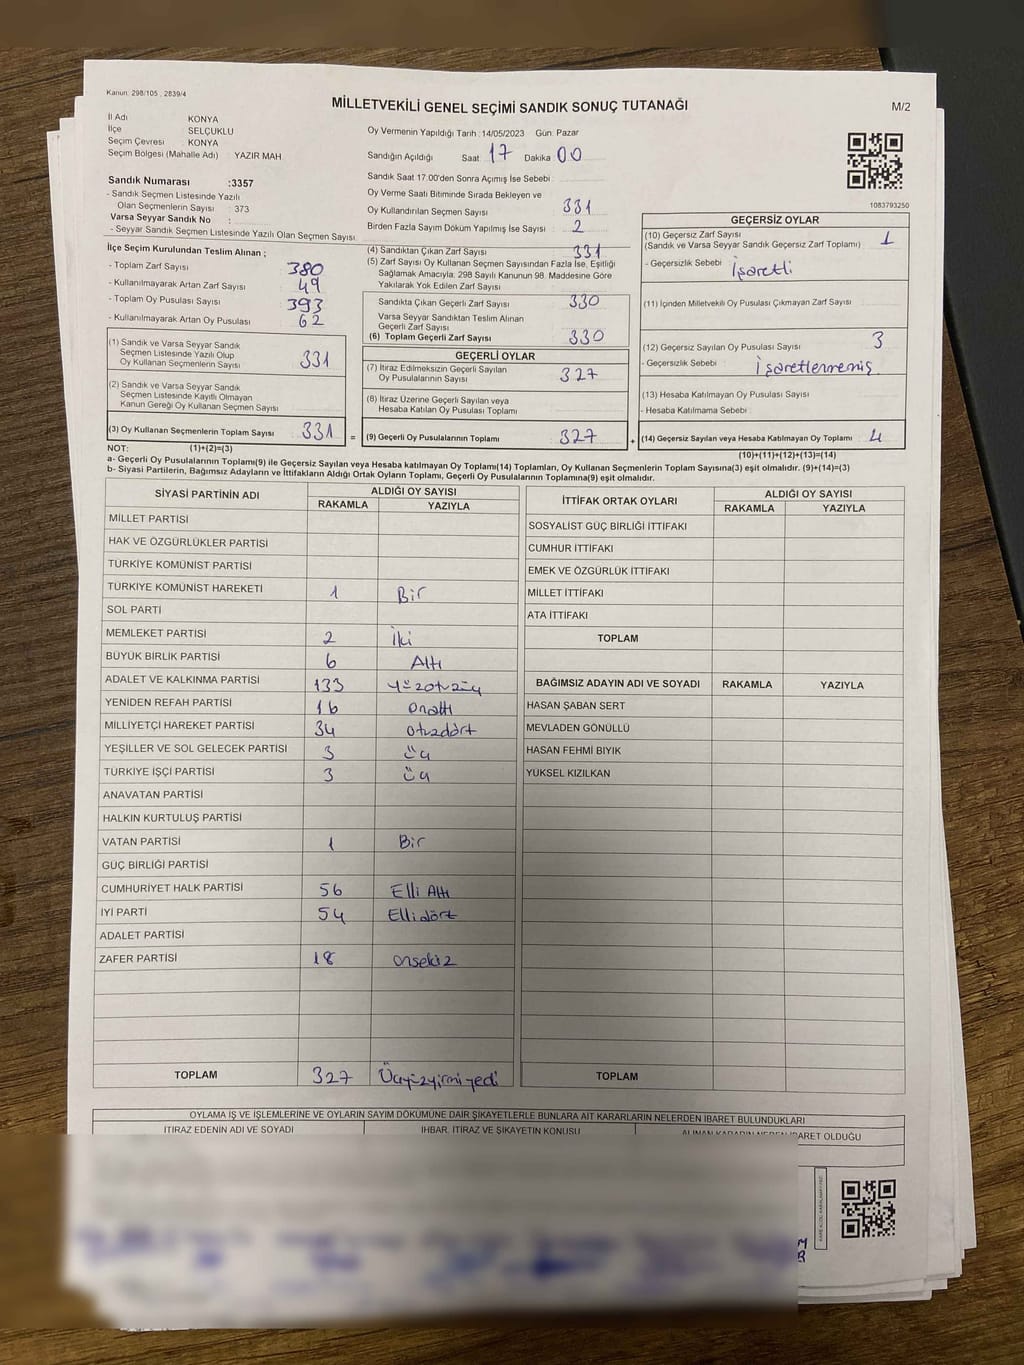 Kanun: 298/105 , 2839/4
MİLLETVEKİLİ GENEL SEÇİMİ SANDIK SONUÇ TUTANAĞI
M/2
İl Adı KONYA
İlçe SELÇUKLU
Seçim Çevresi : KONYA
Seçim Bölgesi (Mahalle Adı) : YAZIR MAH
Sandık Numarası :3357
- Sandık Seçmen Listesinde Yazılı
Olan Seçmenlerin Sayısı : 373
Varsa Seyyar Sandık No :
- Seyyar Sandık Seçmen Listesinde Yazılı Olan Seçmen Sayısı
İlçe Seçim Kurulundan Teslim Alınan ;
- Toplam Zarf Sayısı 380
- Kullanılmayarak Artan Zarf Sayısı 49
- Toplam Oy Pusulası Sayısı 393
- Kullanılmayarak Artan Oy Pusulası 62
(1) Sandık ve Varsa Seyyar Sandık
Seçmen Listesinde Yazılı Olup
Oy Kullanan Seçmenlerin Sayısı 331
(2) Sandık ve Varsa Seyyar Sandık
Seçmen Listesinde Kayıtlı Olmayan
Kanun Gereği Oy Kullanan Seçmen Sayısı
(3) Oy Kullanan Seçmenlerin Toplam Sayısı 331 =
Oy Vermenin Yapıldığı Tarih :14/05/2023 Gün: Pazar
Sandığın Açıldığı Saat 17 Dakika 00
Sandık Saat 17.00'den Sonra Açımış İse Sebebi :
Oy Verme Saati Bitiminde Sırada Bekleyen ve
Oy Kullandırılan Seçmen Sayısı 331
Birden Fazla Sayım Döküm Yapılmış İse Sayısı 2
(4) Sandıktan Çıkan Zarf Sayısı 331
(5) Zarf Sayısı Oy Kullanan Seçmen Sayısından Fazla İse, Eşitliği
Sağlamak Amacıyla, 298 Sayılı Kanunun 98. Maddesine Göre
Yakılarak Yok Edilen Zarf Sayısı
Sandıkta Çıkan Geçerli Zarf Sayısı 330
Varsa Seyyar Sandıktan Teslim Alınan
Geçerli Zarf Sayısı
(6) Toplam Geçerli Zarf Sayısı 330
GEÇERLİ OYLAR
(7) İtiraz Edilmeksizin Geçerli Sayılan
Oy Pusulalarının Sayısı 327
(8) İtiraz Üzerine Geçerli Sayılan veya
Hesaba Katılan Oy Pusulası Toplamı
(9) Geçerli Oy Pusulalarının Toplamı 327 +
1083793250
GEÇERSİZ OYLAR
(10) Geçersiz Zarf Sayısı 1
(Sandık ve Varsa Seyyar Sandık Geçersiz Zarf Toplamı)
- Geçersizlik Sebebi : İşaretli
(11) İçinden Milletvekili Oy Pusulası Çıkmayan Zarf Sayısı
(12) Geçersiz Sayılan Oy Pusulası Sayısı 3
- Geçersizlik Sebebi : İşaretlenmemiş
(13) Hesaba Katılmayan Oy Pusulası Sayısı
- Hesaba Katılmama Sebebi
(14) Geçersiz Sayılan veya Hesaba Katılmayan Oy Toplamı 4
NOT: (1)+(2)=(3) (10)+(11)+(12)+(13)=(14)
a- Geçerli Oy Pusulalarının Toplamı(9) ile Geçersiz Sayılan veya Hesaba katılmayan Oy Toplamı(14) Toplamları, Oy Kullanan Seçmenlerin Toplam Sayısına(3) eşit olmalıdır. (9)+(14)=(3)
b- Siyasi Partilerin, Bağımsız Adayların ve İttifakların Aldığı Ortak Oyların Toplamı, Geçerli Oy Pusulalarının Toplamına(9) eşit olmalıdır.
SİYASİ PARTİNİN ADI ALDIĞI OY SAYISI
RAKAMLA YAZIYLA
MİLLET PARTİSİ
HAK VE ÖZGÜRLÜKLER PARTİSİ
TÜRKİYE KOMÜNİST PARTİSİ
TÜRKİYE KOMÜNİST HAREKETİ 1 Bir
SOL PARTİ
MEMLEKET PARTİSİ 2 İki
BÜYÜK BİRLİK PARTİSİ 6 Altı
ADALET VE KALKINMA PARTİSİ 133 Yüzotuzüç
YENİDEN REFAH PARTİSİ 16 onaltı
MİLLİYETÇİ HAREKET PARTİSİ 34 otuzdört
YEŞİLLER VE SOL GELECEK PARTİSİ 3 üç
TÜRKİYE İŞÇİ PARTİSİ 3 üç
ANAVATAN PARTİSİ
HALKIN KURTULUŞ PARTİSİ
VATAN PARTİSİ 1 Bir
GÜÇ BİRLİĞİ PARTİSİ
CUMHURİYET HALK PARTİSİ 56 Elli Altı
İYİ PARTİ 54 Ellidört
ADALET PARTİSİ
ZAFER PARTİSİ 18 onsekiz
TOPLAM 327 Üçyüzyirmiyedi
İTTİFAK ORTAK OYLARI ALDIĞI OY SAYISI
RAKAMLA YAZIYLA
SOSYALİST GÜÇ BİRLİĞİ İTTİFAKI
CUMHUR İTTİFAKI
EMEK VE ÖZGÜRLÜK İTTİFAKI
MİLLET İTTİFAKI
ATA İTTİFAKI
TOPLAM
BAĞIMSIZ ADAYIN ADI VE SOYADI RAKAMLA YAZIYLA
HASAN ŞABAN SERT
MEVLADEN GÖNÜLLÜ
HASAN FEHMİ BIYIK
YÜKSEL KIZILKAN
TOPLAM
OYLAMA İŞ VE İŞLEMLERİNE VE OYLARIN SAYIM DÖKÜMÜNE DAİR ŞİKAYETLERLE BUNLARA AİT KARARLARIN NELERDEN İBARET BULUNDUKLARI
İTİRAZ EDENİN ADI VE SOYADI İHBAR, İTİRAZ VE ŞİKAYETİN KONUSU ALINAN KARARIN NEDEN İBARET OLDUĞU